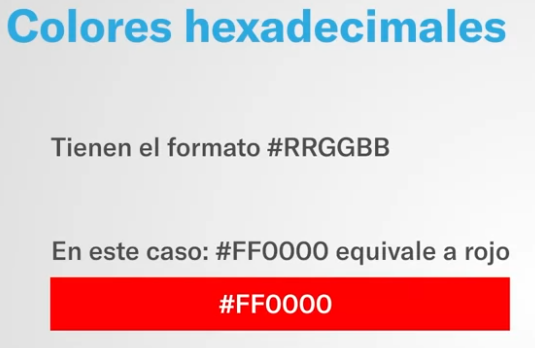 Colores hexadecimales
Tienen el formato #RRGGBB
En este caso: #FF0000 equivale a rojo
#FF0000